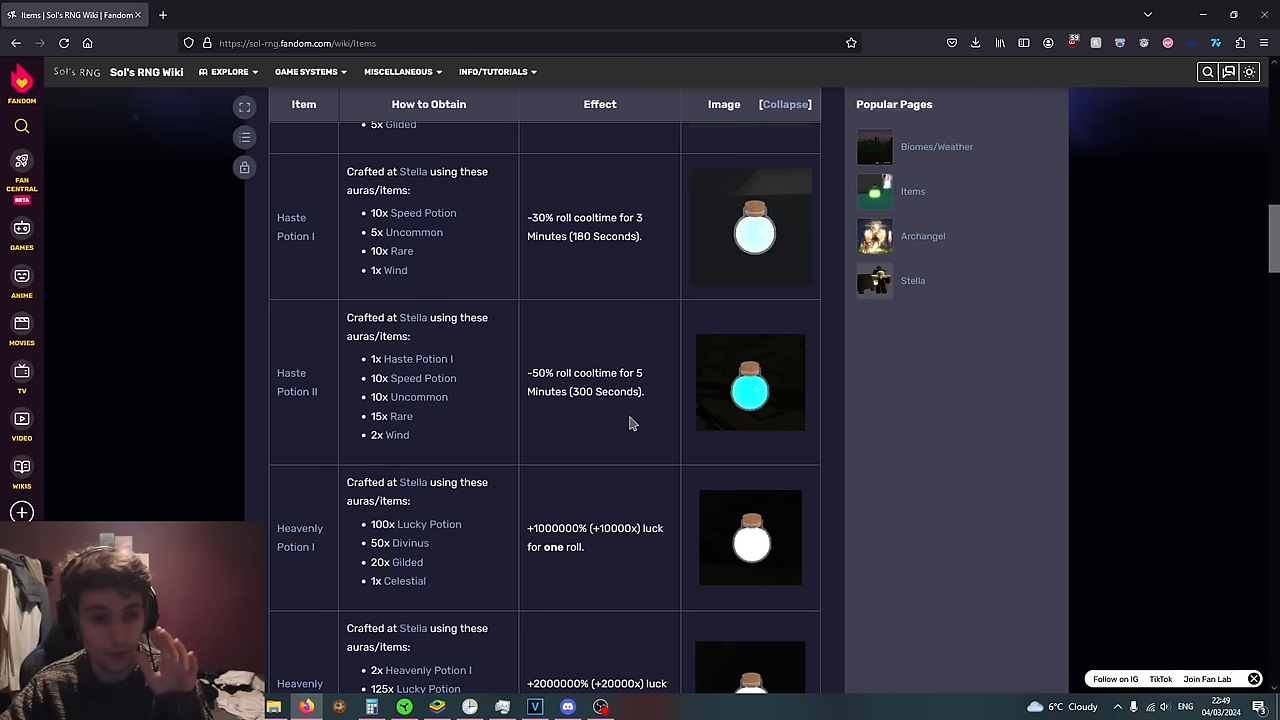 Items | Sol's RNG Wiki | Fandom
https://sol-rng.fandom.com/wiki/Items
59
FANDOM
Sol's RNG
Sol's RNG Wiki
EXPLORE
GAME SYSTEMS
MISCELLANEOUS
INFO/TUTORIALS
FAN CENTRAL
BETA
GAMES
ANIME
MOVIES
TV
VIDEO
WIKIS
Item
How to Obtain
Effect
Image
[Collapse]
5x Gilded
Haste
Potion I
Crafted at Stella using these
auras/items:
10x Speed Potion
5x Uncommon
10x Rare
1x Wind
-30% roll cooltime for 3
Minutes (180 Seconds).
Haste
Potion II
Crafted at Stella using these
auras/items:
1x Haste Potion I
10x Speed Potion
10x Uncommon
15x Rare
2x Wind
-50% roll cooltime for 5
Minutes (300 Seconds).
Heavenly
Potion I
Crafted at Stella using these
auras/items:
100x Lucky Potion
50x Divinus
20x Gilded
1x Celestial
+1000000% (+10000x) luck
for one roll.
Heavenly
Crafted at Stella using these
auras/items:
2x Heavenly Potion I
125x Lucky Potion
+2000000% (+20000x) luck
Popular Pages
Biomes/Weather
Items
Archangel
Stella
Follow on IG
TikTok
Join Fan Lab
6°C Cloudy
22:49
04/03/2024